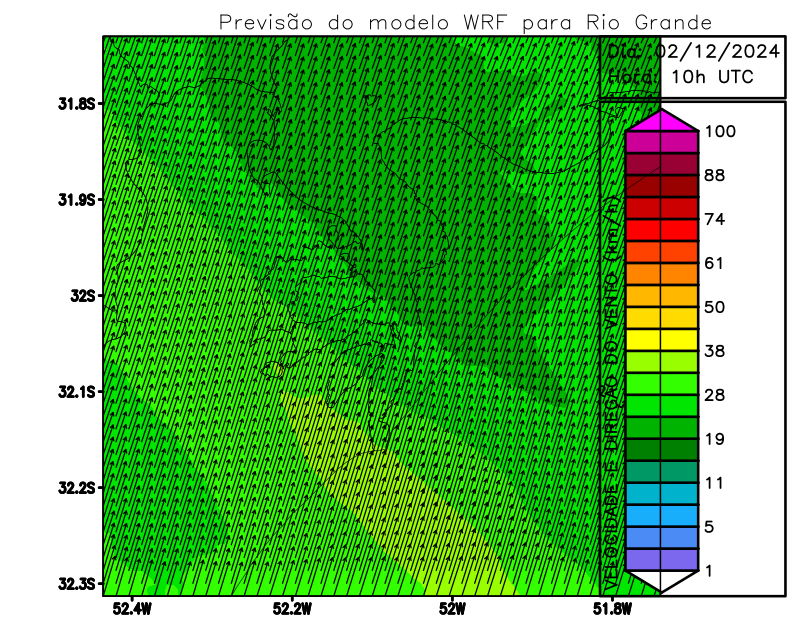 Previsão do modelo WRF para Rio Grande
Dia: 02/12/2024
Hora: 10h UTC
31.8S
31.9S
32S
32.1S
32.2S
32.3S
52.4W
52.2W
52W
51.8W
VELOCIDADE E DIREÇÃO DO VENTO (km/h)
100
88
74
61
50
38
28
19
11
5
1